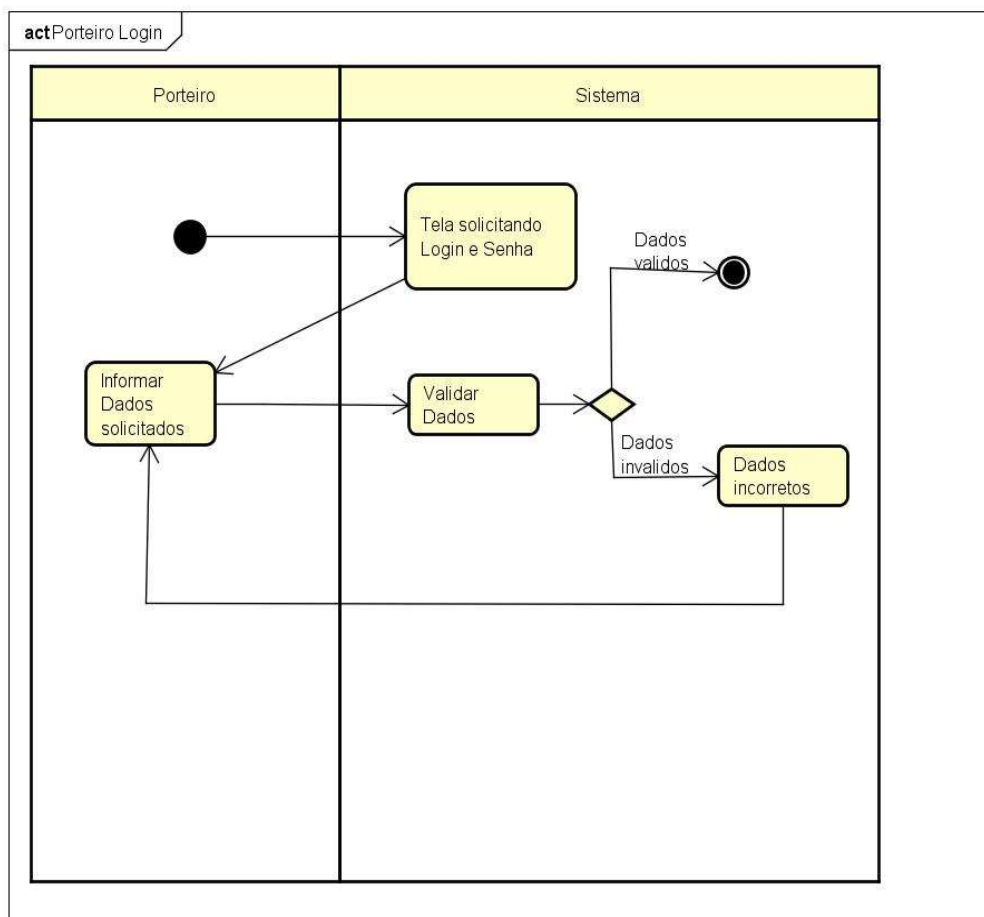 act Porteiro Login
Porteiro
Sistema
Tela solicitando
Login e Senha
Dados
validos
Informar
Dados
solicitados
Validar
Dados
Dados
invalidos
Dados
incorretos